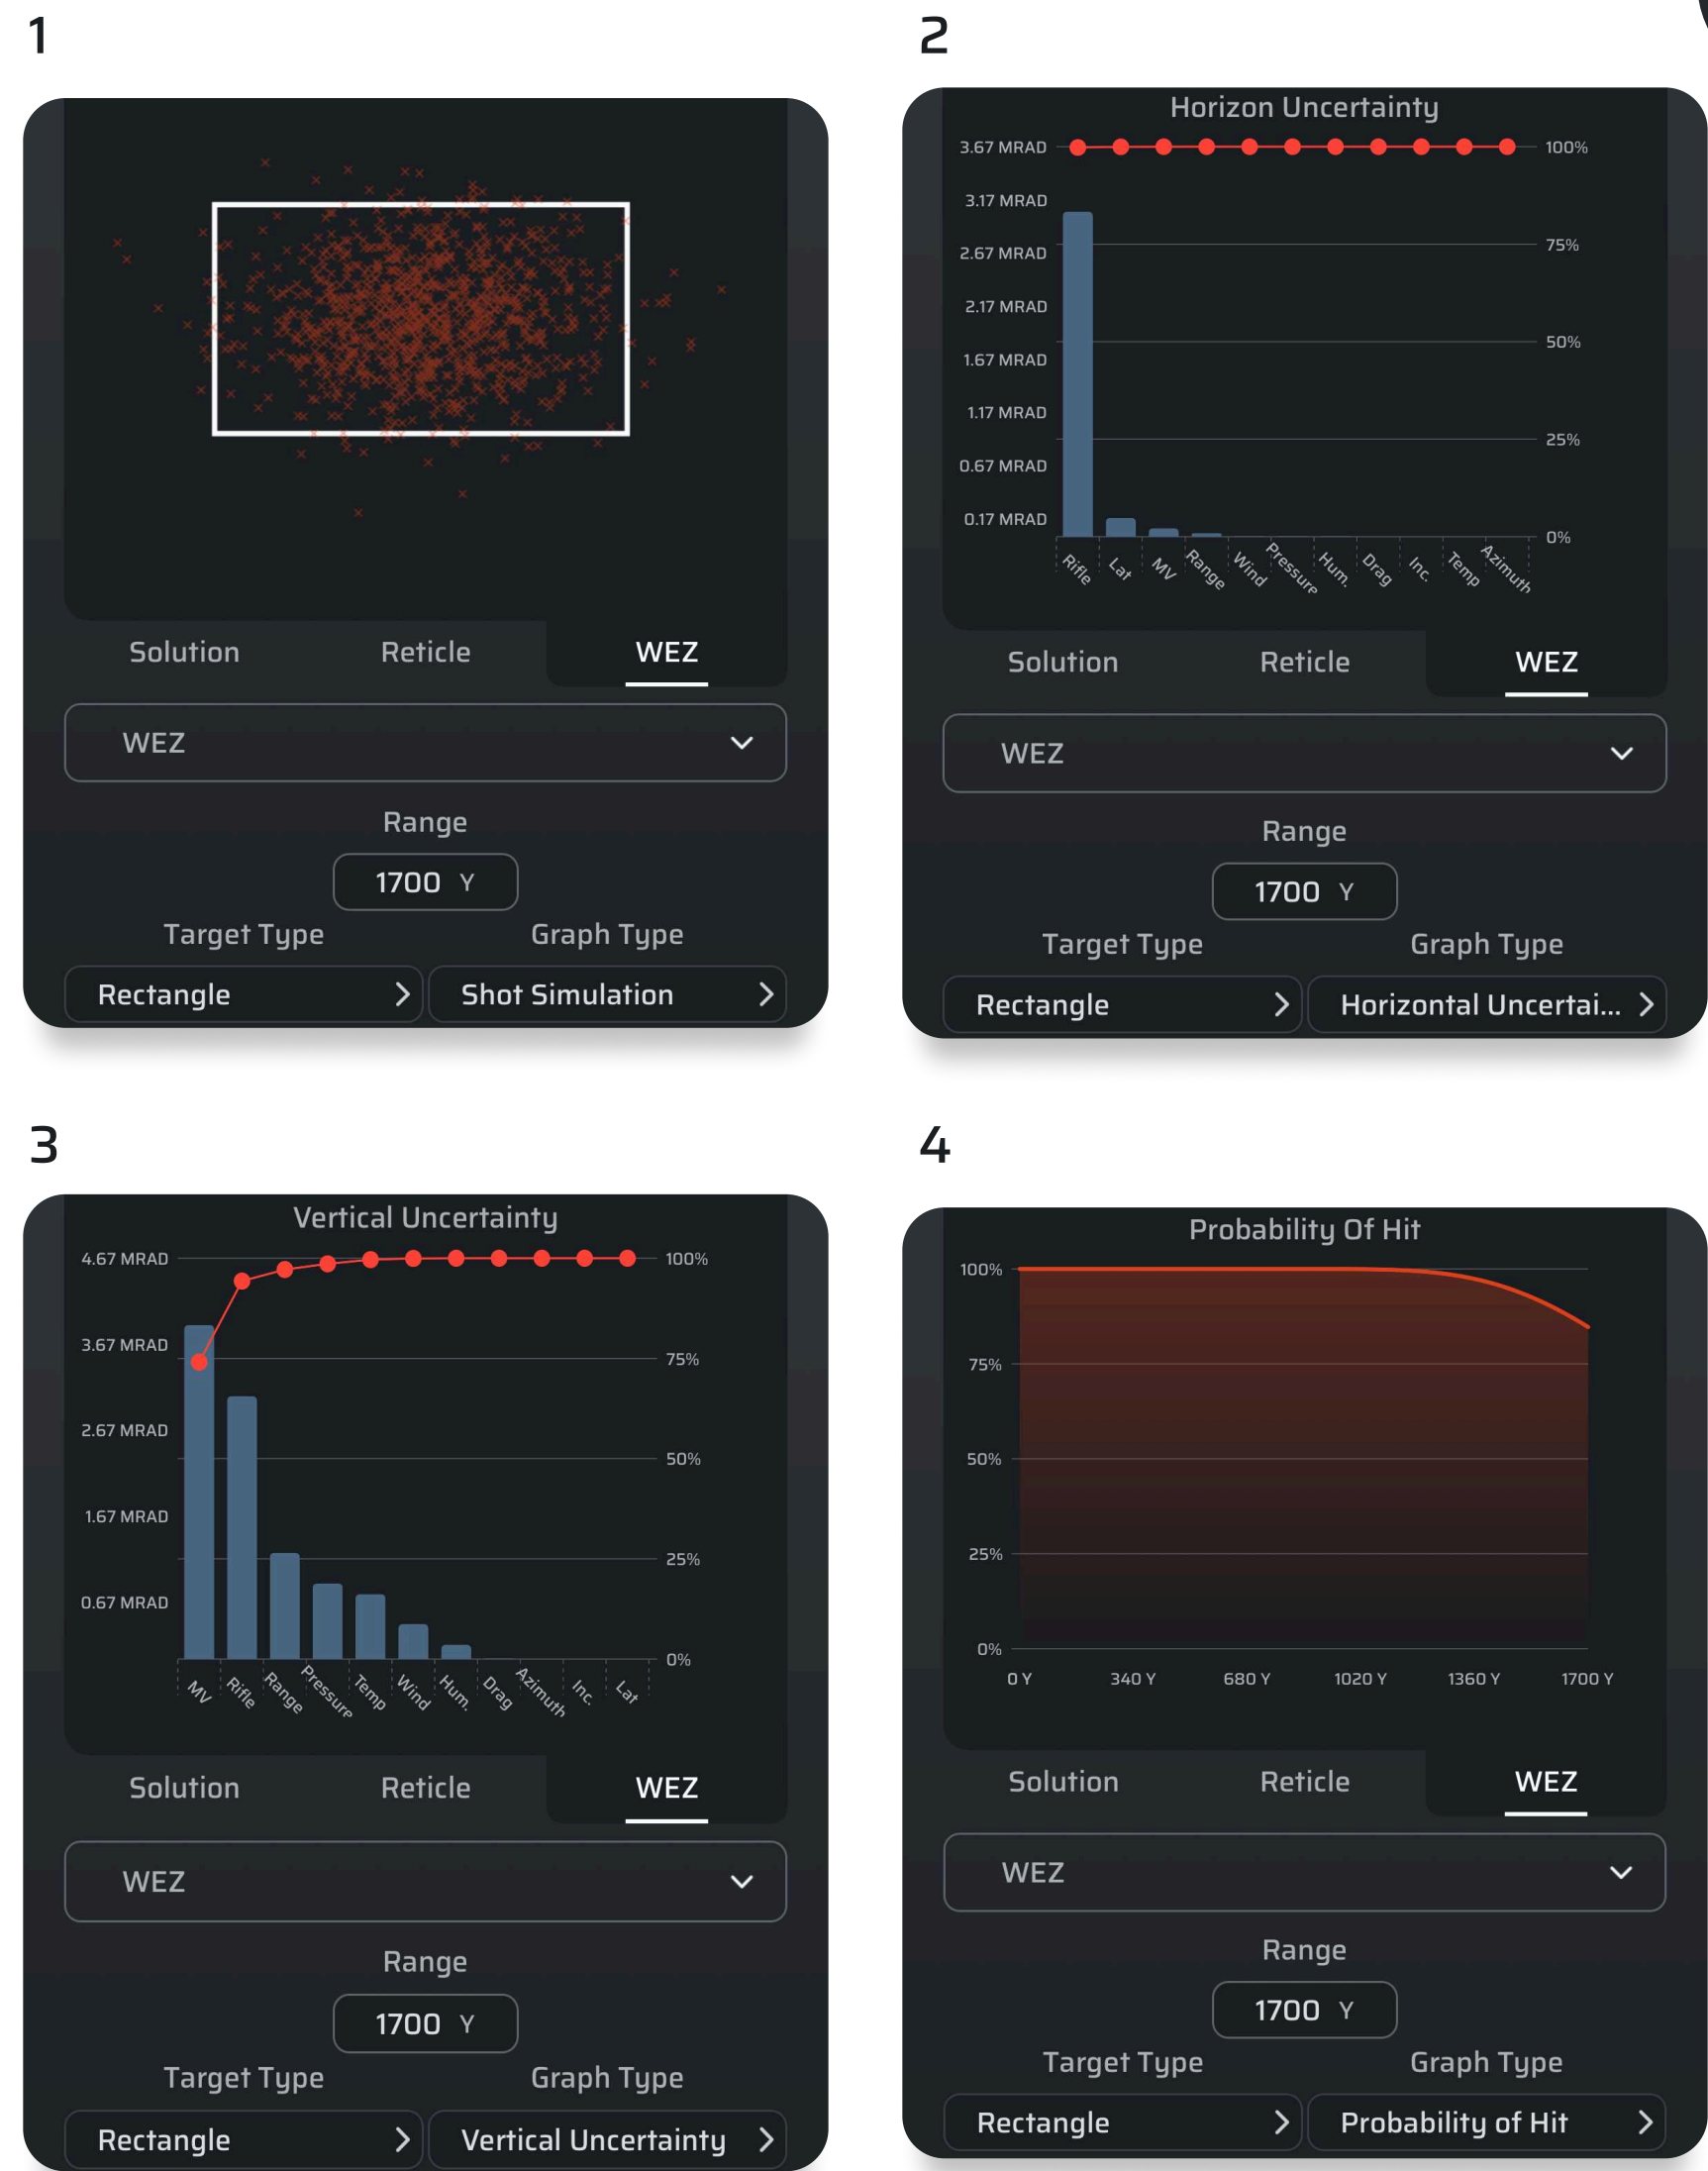 1
Solution Reticle WEZ
WEZ
Range
1700 Y
Target Type Graph Type
Rectangle Shot Simulation
2
Horizon Uncertainty
3.67 MRAD 100%
3.17 MRAD
2.67 MRAD 75%
2.17 MRAD
1.67 MRAD 50%
1.17 MRAD
0.67 MRAD 25%
0.17 MRAD
0%
Rifle Lat MV Range Wind Pressure Hum. Drag Inc. Temp Azimuth
Solution Reticle WEZ
WEZ
Range
1700 Y
Target Type Graph Type
Rectangle Horizontal Uncertai...
3
Vertical Uncertainty
4.67 MRAD 100%
3.67 MRAD 75%
2.67 MRAD 50%
1.67 MRAD 25%
0.67 MRAD 0%
MV Rifle Range Pressure Temp Wind Hum. Drag Azimuth Inc. Lat
Solution Reticle WEZ
WEZ
Range
1700 Y
Target Type Graph Type
Rectangle Vertical Uncertainty
4
Probability Of Hit
100%
75%
50%
25%
0%
0 Y 340 Y 680 Y 1020 Y 1360 Y 1700 Y
Solution Reticle WEZ
WEZ
Range
1700 Y
Target Type Graph Type
Rectangle Probability of Hit